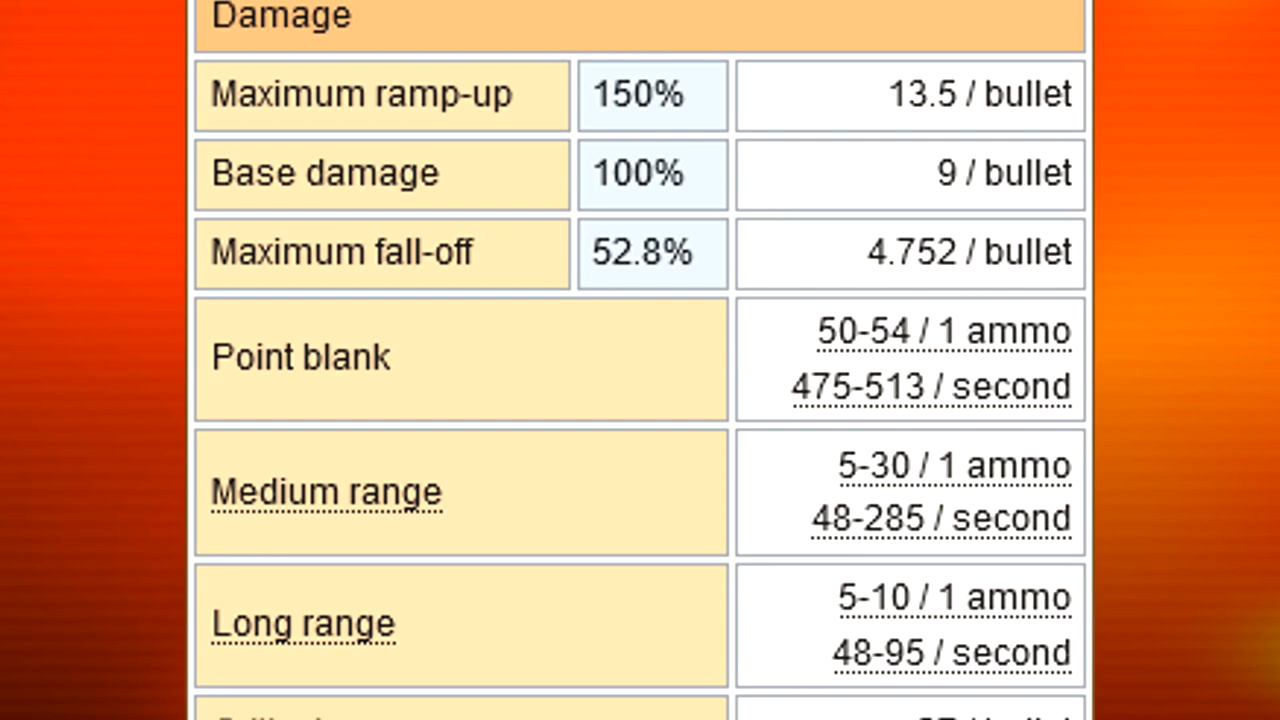 Damage
Maximum ramp-up 150% 13.5 / bullet
Base damage 100% 9 / bullet
Maximum fall-off 52.8% 4.752 / bullet
Point blank
50-54 / 1 ammo
475-513 / second
Medium range
5-30 / 1 ammo
48-285 / second
Long range
5-10 / 1 ammo
48-95 / second